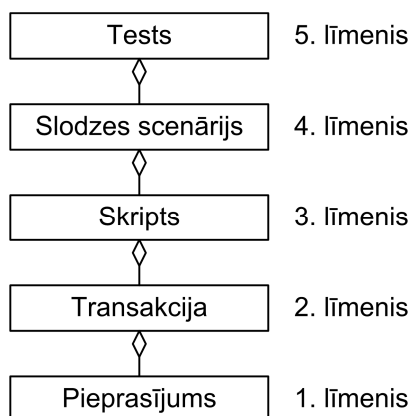 Tests 5. līmenis
Slodzes scenārijs 4. līmenis
Skripts 3. līmenis
Transakcija 2. līmenis
Pieprasījums 1. līmenis